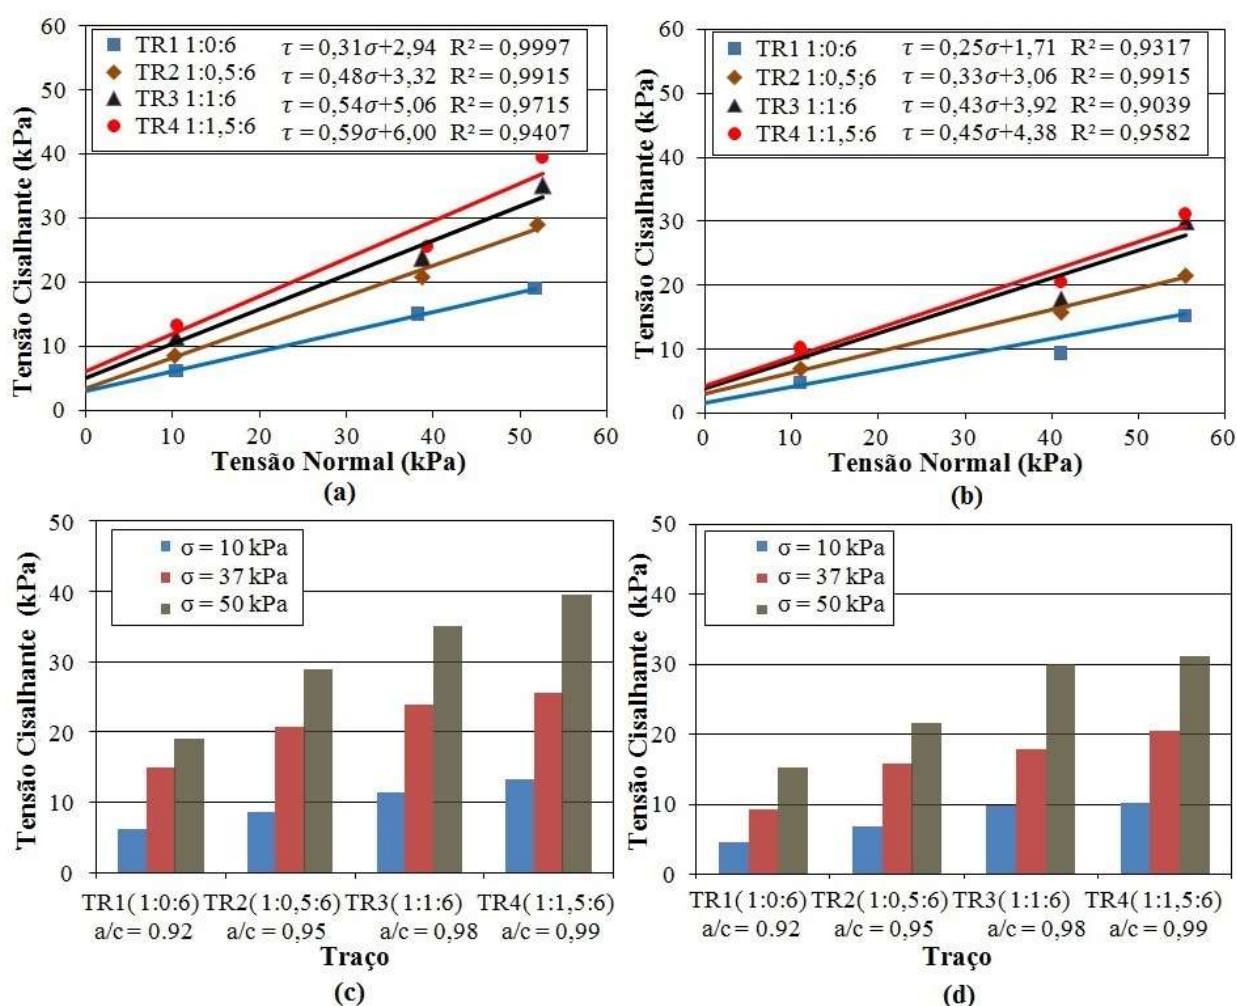 60
50
40
30
20
10
0
Tensão Cisalhante (kPa)
TR1 1:0:6 τ = 0,31σ+2,94 R² = 0,9997
TR2 1:0,5:6 τ = 0,48σ+3,32 R² = 0,9915
TR3 1:1:6 τ = 0,54σ+5,06 R² = 0,9715
TR4 1:1,5:6 τ = 0,59σ+6,00 R² = 0,9407
0 10 20 30 40 50 60
Tensão Normal (kPa)
(a)
60
50
40
30
20
10
0
Tensão Cisalhante (kPa)
TR1 1:0:6 τ = 0,25σ+1,71 R² = 0,9317
TR2 1:0,5:6 τ = 0,33σ+3,06 R² = 0,9915
TR3 1:1:6 τ = 0,43σ+3,92 R² = 0,9039
TR4 1:1,5:6 τ = 0,45σ+4,38 R² = 0,9582
0 10 20 30 40 50 60
Tensão Normal (kPa)
(b)
50
40
30
20
10
0
Tensão Cisalhante (kPa)
σ = 10 kPa
σ = 37 kPa
σ = 50 kPa
TR1( 1:0:6) TR2( 1:0,5:6) TR3( 1:1:6) TR4( 1:1,5:6)
a/c = 0.92 a/c = 0,95 a/c = 0,98 a/c = 0,99
Traço
(c)
50
40
30
20
10
0
Tensão Cisalhante (kPa)
σ = 10 kPa
σ = 37 kPa
σ = 50 kPa
TR1( 1:0:6) TR2( 1:0,5:6) TR3( 1:1:6) TR4( 1:1,5:6)
a/c = 0.92 a/c = 0,95 a/c = 0,98 a/c = 0,99
Traço
(d)